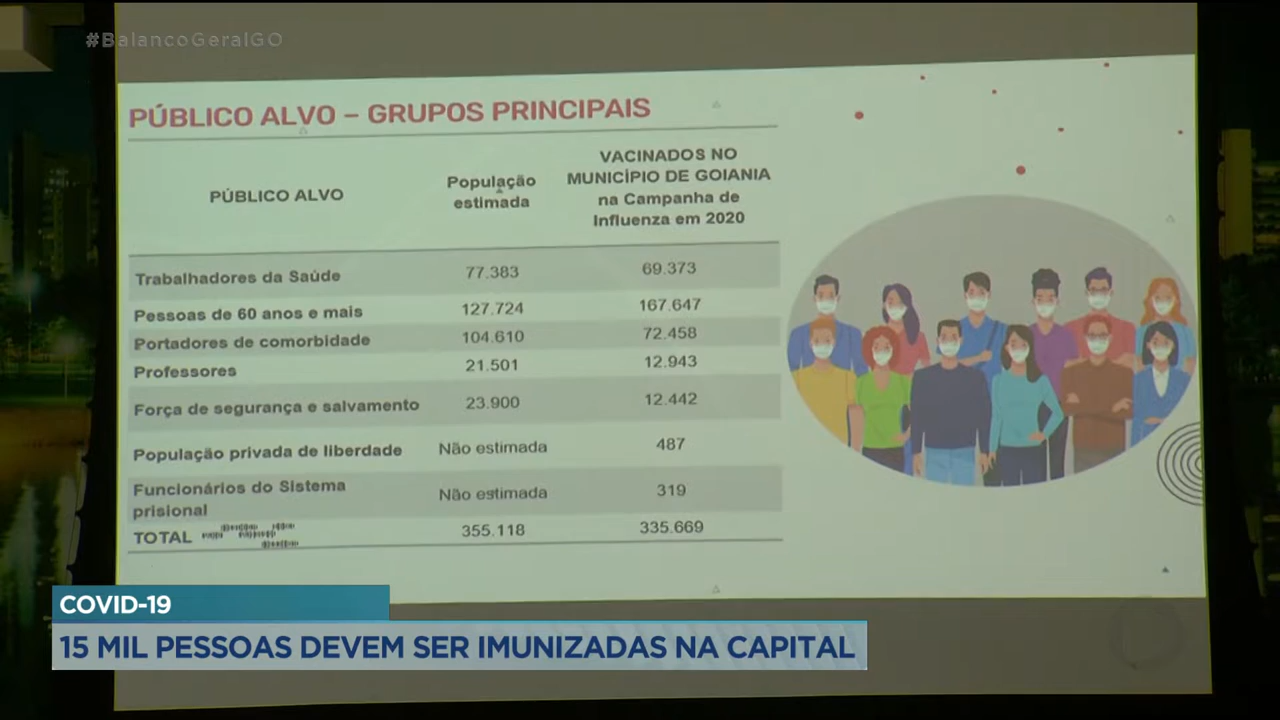 #BalancoGeralGO
PÚBLICO ALVO – GRUPOS PRINCIPAIS
PÚBLICO ALVO
População
estimada
VACINADOS NO
MUNICÍPIO DE GOIANIA
na Campanha de
Influenza em 2020
Trabalhadores da Saúde 77.383 69.373
Pessoas de 60 anos e mais 127.724 167.647
Portadores de comorbidade 104.610 72.458
Professores 21.501 12.943
Força de segurança e salvamento 23.900 12.442
População privada de liberdade Não estimada 487
Funcionários do Sistema
prisional Não estimada 319
TOTAL 355.118 335.669
COVID-19
15 MIL PESSOAS DEVEM SER IMUNIZADAS NA CAPITAL